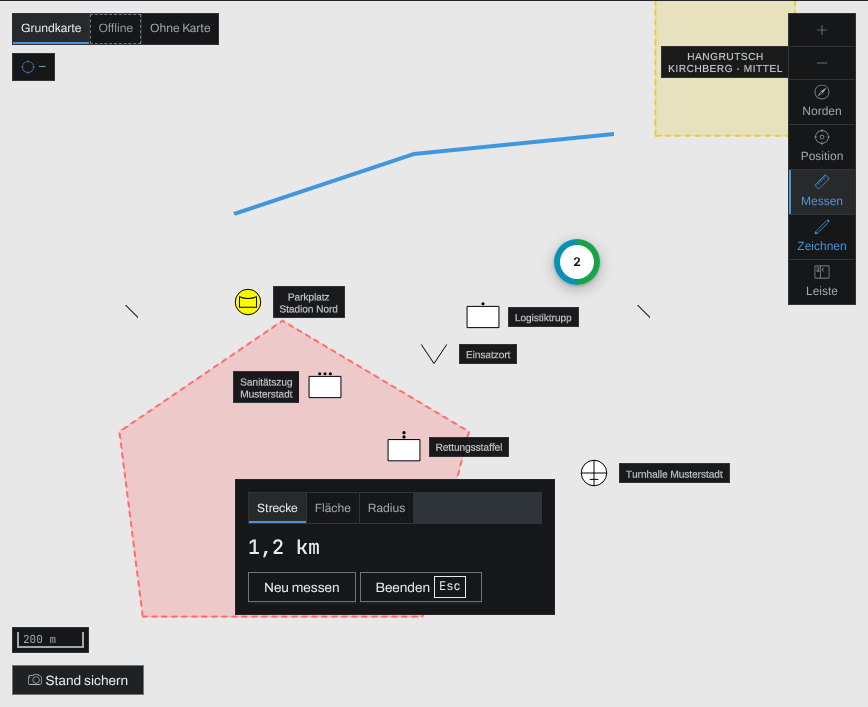 Grundkarte Offline Ohne Karte
–
HANGRUTSCH
KIRCHBERG · MITTEL
Norden
Position
Messen
Zeichnen
Leiste
2
Parkplatz
Stadion Nord
Logistiktrupp
Einsatzort
Sanitätszug
Musterstadt
Rettungsstaffel
Turnhalle Musterstadt
Strecke Fläche Radius
1,2 km
Neu messen Beenden Esc
200 m
Stand sichern